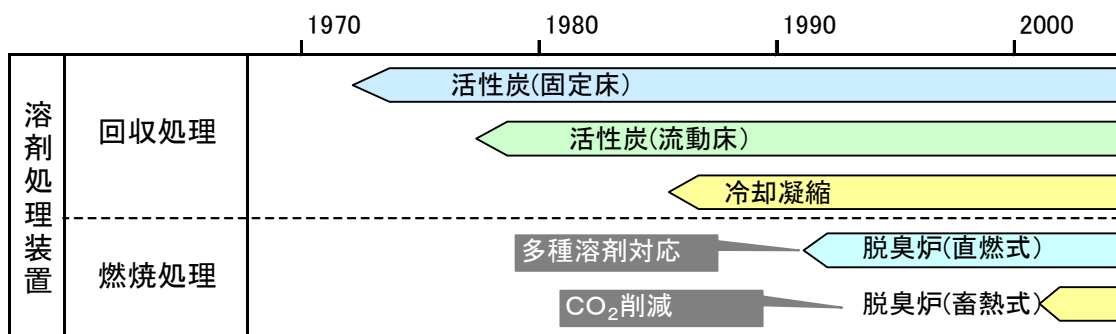 1970
1980
1990
2000
溶剤処理装置
回収処理
活性炭(固定床)
活性炭(流動床)
冷却凝縮
燃焼処理
多種溶剤対応
脱臭炉(直燃式)
CO₂削減
脱臭炉(畜熱式)